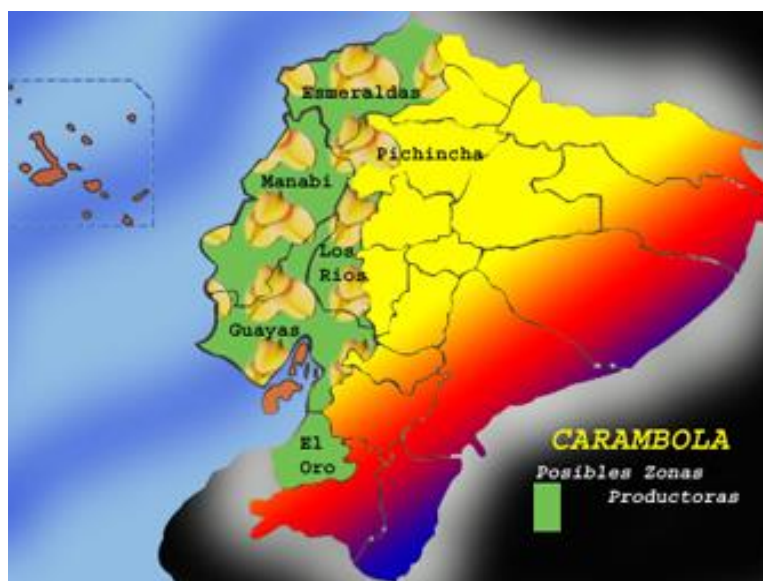 Esmeraldas
Pichincha
Manabi
Los
Rios
Guayas
El
Oro
CARAMBOLA
Posibles Zonas
Productoras